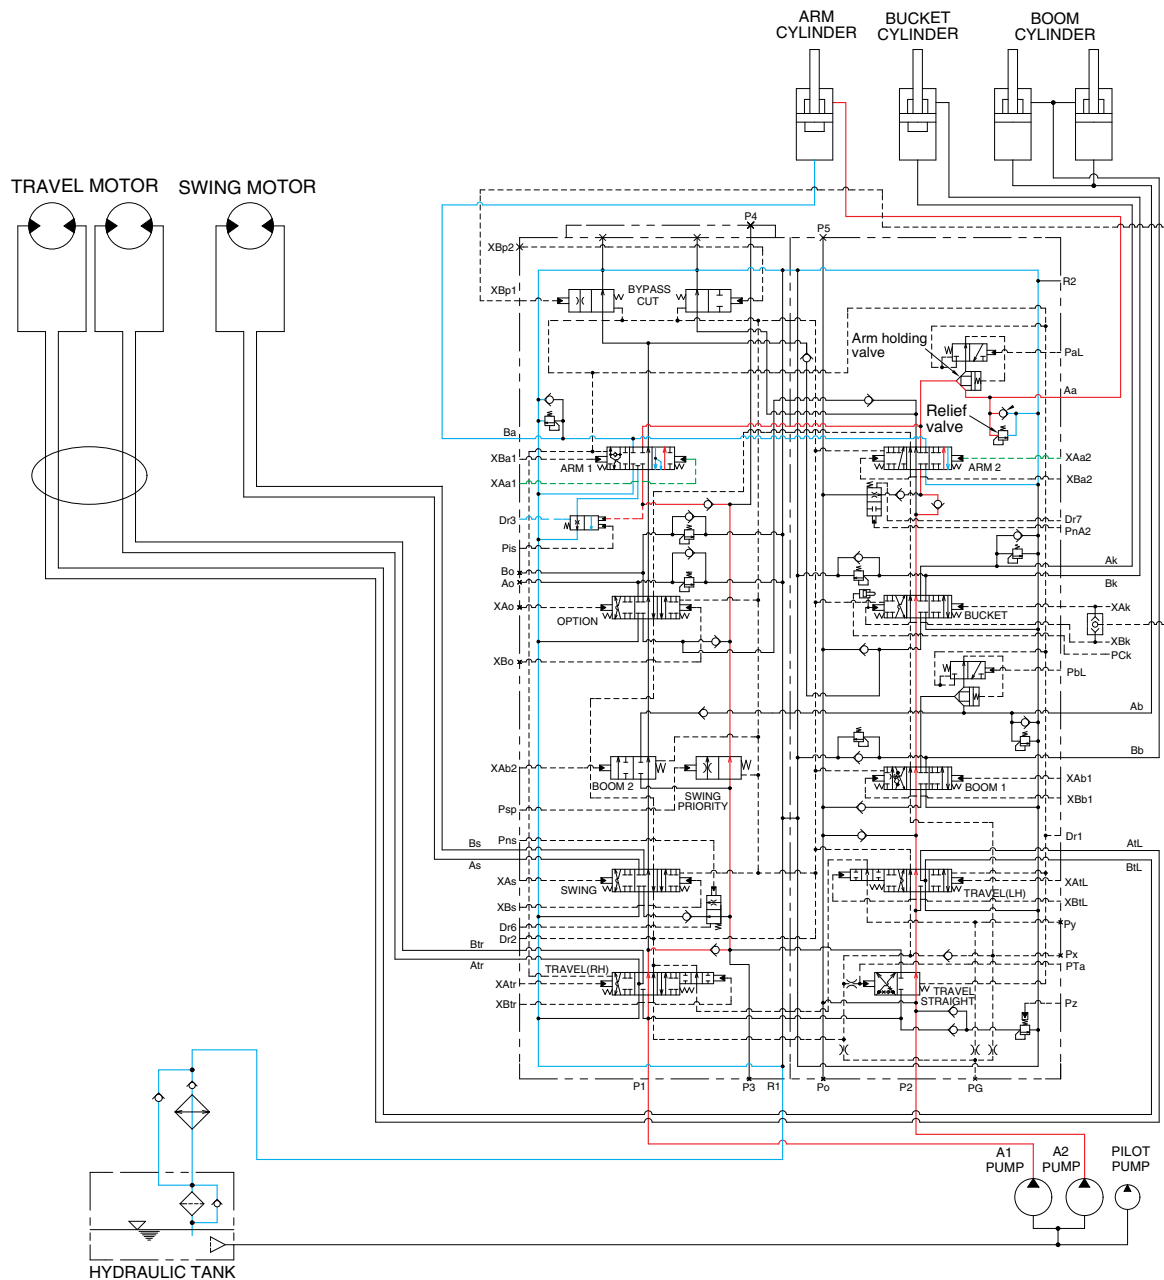 ARM
CYLINDER
BUCKET
CYLINDER
BOOM
CYLINDER
TRAVEL MOTOR
SWING MOTOR
P4
P5
XBp2
XBp1
BYPASS
CUT
R2
Arm holding
valve
PaL
Aa
Relief
valve
Ba
XBa1
ARM 1
XAa1
ARM 2
XAa2
XBa2
Dr3
Dr7
PnA2
Pis
Bo
Ao
Ak
Bk
XAo
OPTION
BUCKET
XAk
XBk
PCk
XBo
PbL
Ab
Bb
XAb2
BOOM 2
SWING
PRIORITY
BOOM 1
XAb1
XBb1
Psp
Pns
Dr1
Bs
As
AtL
BtL
XAs
SWING
TRAVEL(LH)
XAtL
XBtL
XBs
Dr6
Dr2
Py
Btr
Atr
Px
PTa
TRAVEL(RH)
XAtr
XBtr
TRAVEL
STRAIGHT
Pz
P1
P3
R1
Po
P2
PG
A1
PUMP
A2
PUMP
PILOT
PUMP
HYDRAULIC TANK